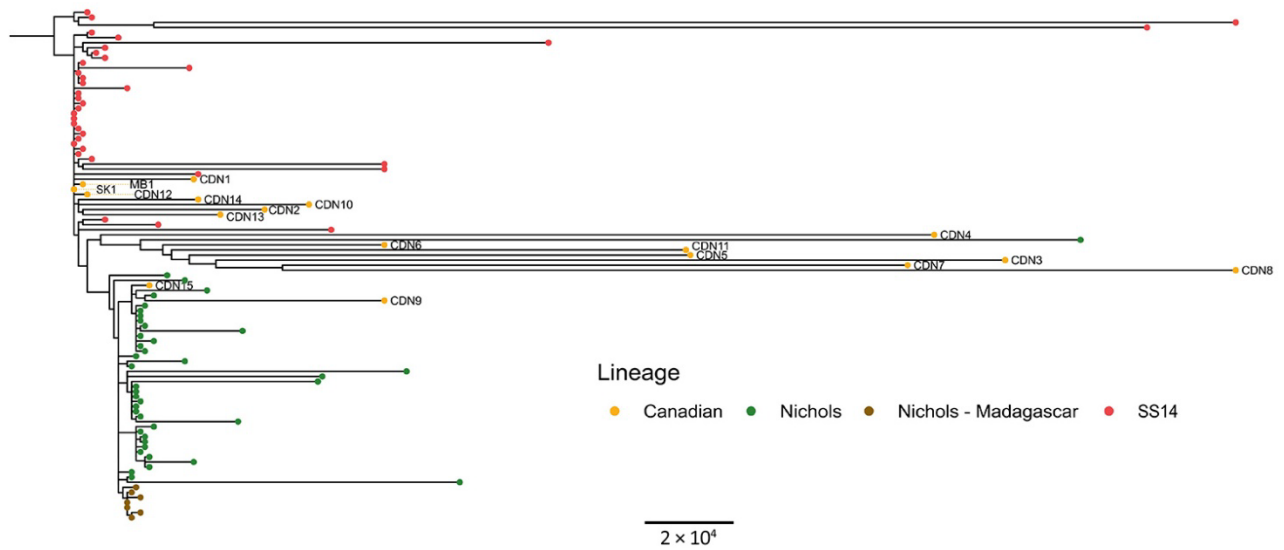 CDN1
MB1
SK1
CDN12
CDN14
CDN10
CDN2
CDN13
CDN4
CDN6
CDN11
CDN5
CDN3
CDN7
CDN8
CDN15
CDN9
Lineage
Canadian Nichols Nichols - Madagascar SS14
2 × 10⁴